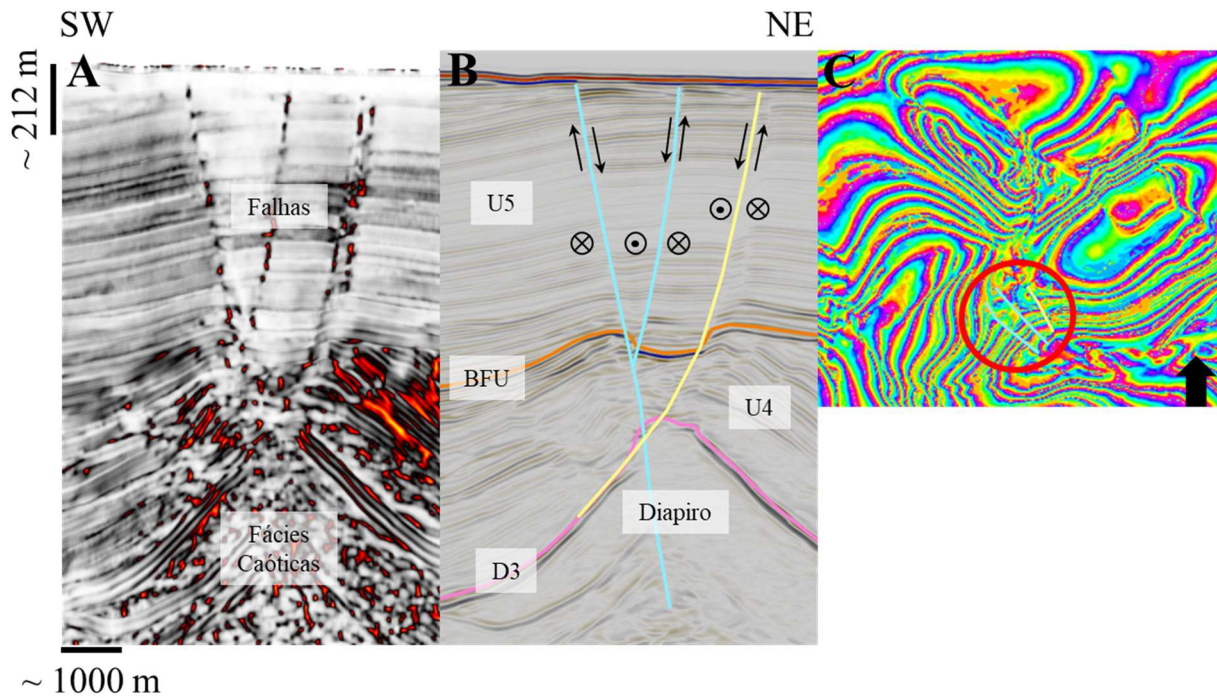 SW
NE
~ 212 m
A
B
C
Falhas
U5
BFU
U4
Diapiro
Fácies
Caóticas
D3
~ 1000 m